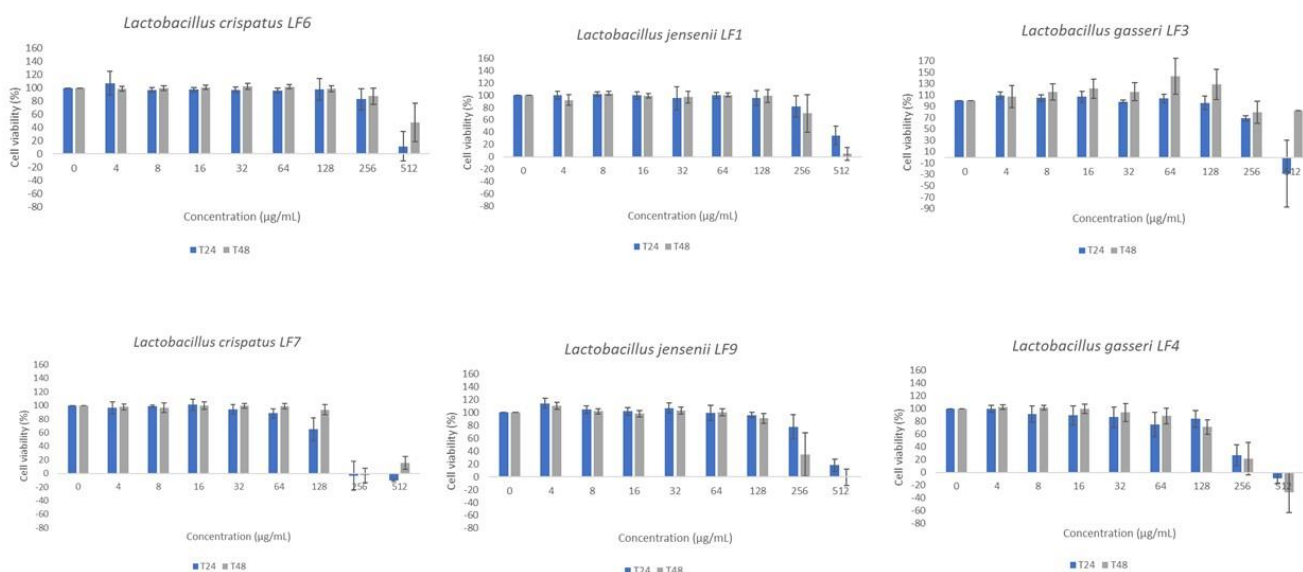 Lactobacillus crispatus LF6
160
140
120
100
80
60
40
20
0
-20
-40
-60
-80
Cell viability (%)
0 4 8 16 32 64 128 256 512
Concentration (µg/mL)
T24 T48
Lactobacillus jensenii LF1
160
140
120
100
80
60
40
20
0
-20
-40
-60
-80
Cell viability (%)
0 4 8 16 32 64 128 256 512
Concentration (µg/mL)
T24 T48
Lactobacillus gasseri LF3
170
150
130
110
90
70
50
30
10
-10
-30
-50
-70
-90
Cell viability (%)
0 4 8 16 32 64 128 256 512
Concentration (µg/mL)
T24 T48
Lactobacillus crispatus LF7
160
140
120
100
80
60
40
20
0
-20
-40
-60
-80
Cell viability (%)
0 4 8 16 32 64 128 256 512
Concentration (µg/mL)
T24 T48
Lactobacillus jensenii LF9
160
140
120
100
80
60
40
20
0
-20
-40
-60
-80
Cell viability (%)
0 4 8 16 32 64 128 256 512
Concentration (µg/mL)
T24 T48
Lactobacillus gasseri LF4
160
140
120
100
80
60
40
20
0
-20
-40
-60
-80
Cell viability (%)
0 4 8 16 32 64 128 256 512
Concentration (µg/mL)
T24 T48